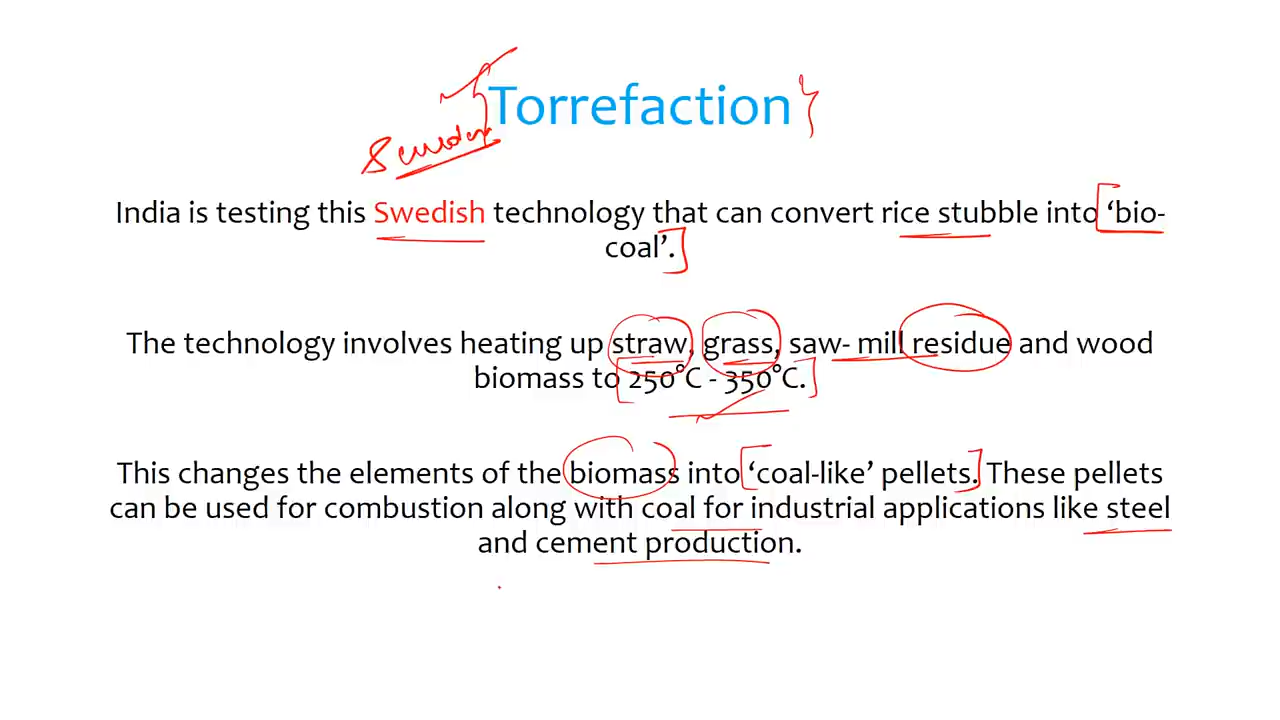 Torrefaction
Sweden
India is testing this Swedish technology that can convert rice stubble into ‘bio-
coal’.
The technology involves heating up straw, grass, saw- mill residue and wood
biomass to 250°C - 350°C.
This changes the elements of the biomass into ‘coal-like’ pellets. These pellets
can be used for combustion along with coal for industrial applications like steel
and cement production.